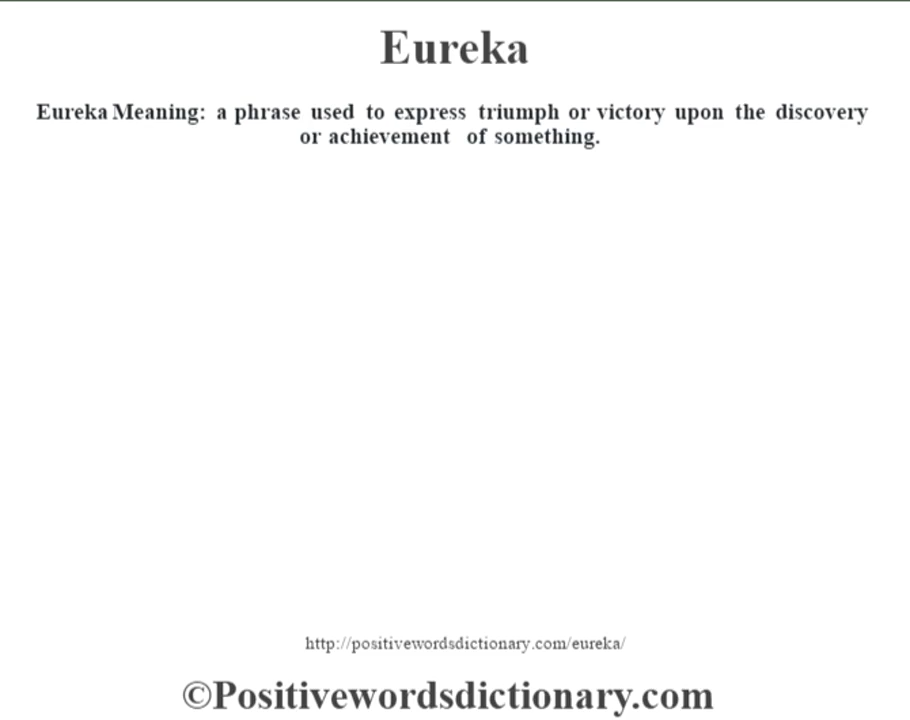 Eureka
Eureka Meaning: a phrase used to express triumph or victory upon the discovery
or achievement of something.
http://positivewordsdictionary.com/eureka/
©Positivewordsdictionary.com